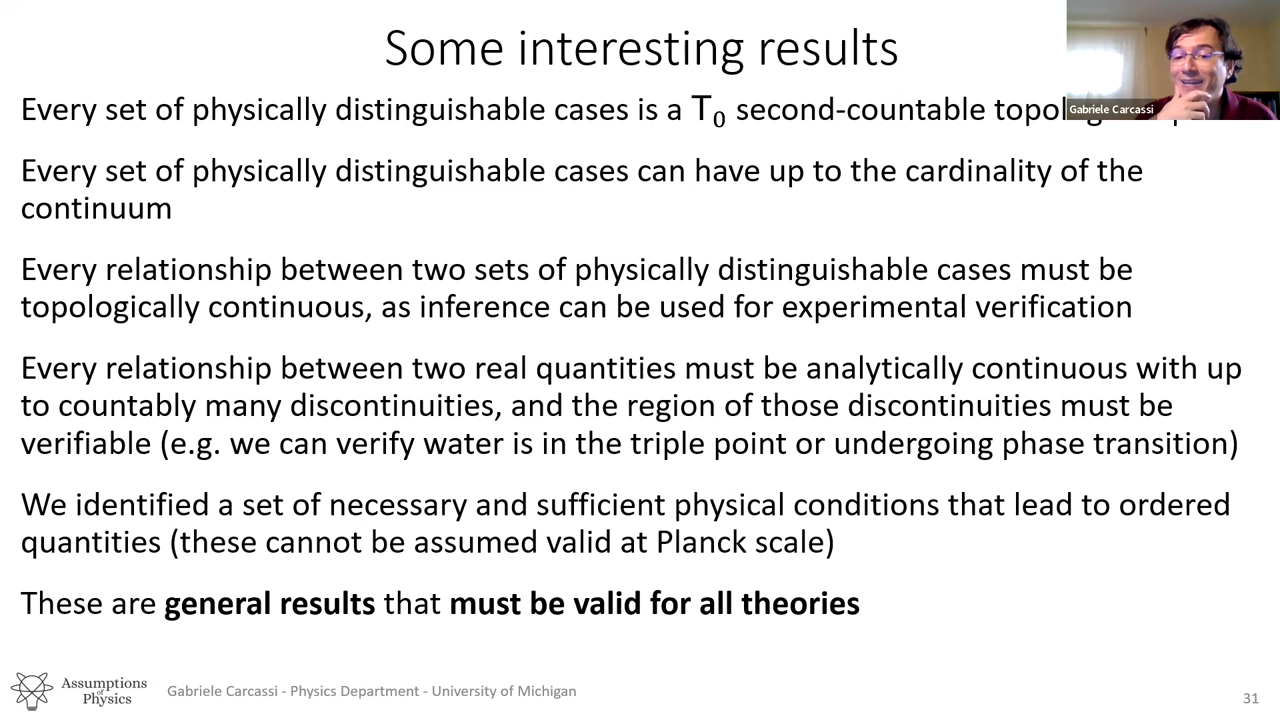 Some interesting results
Gabriele Carcassi
Every set of physically distinguishable cases is a T₀ second-countable
Every set of physically distinguishable cases can have up to the cardinality of the
continuum
Every relationship between two sets of physically distinguishable cases must be
topologically continuous, as inference can be used for experimental verification
Every relationship between two real quantities must be analytically continuous with up
to countably many discontinuities, and the region of those discontinuities must be
verifiable (e.g. we can verify water is in the triple point or undergoing phase transition)
We identified a set of necessary and sufficient physical conditions that lead to ordered
quantities (these cannot be assumed valid at Planck scale)
These are general results that must be valid for all theories
Assumptions
of
Physics
Gabriele Carcassi - Physics Department - University of Michigan
31